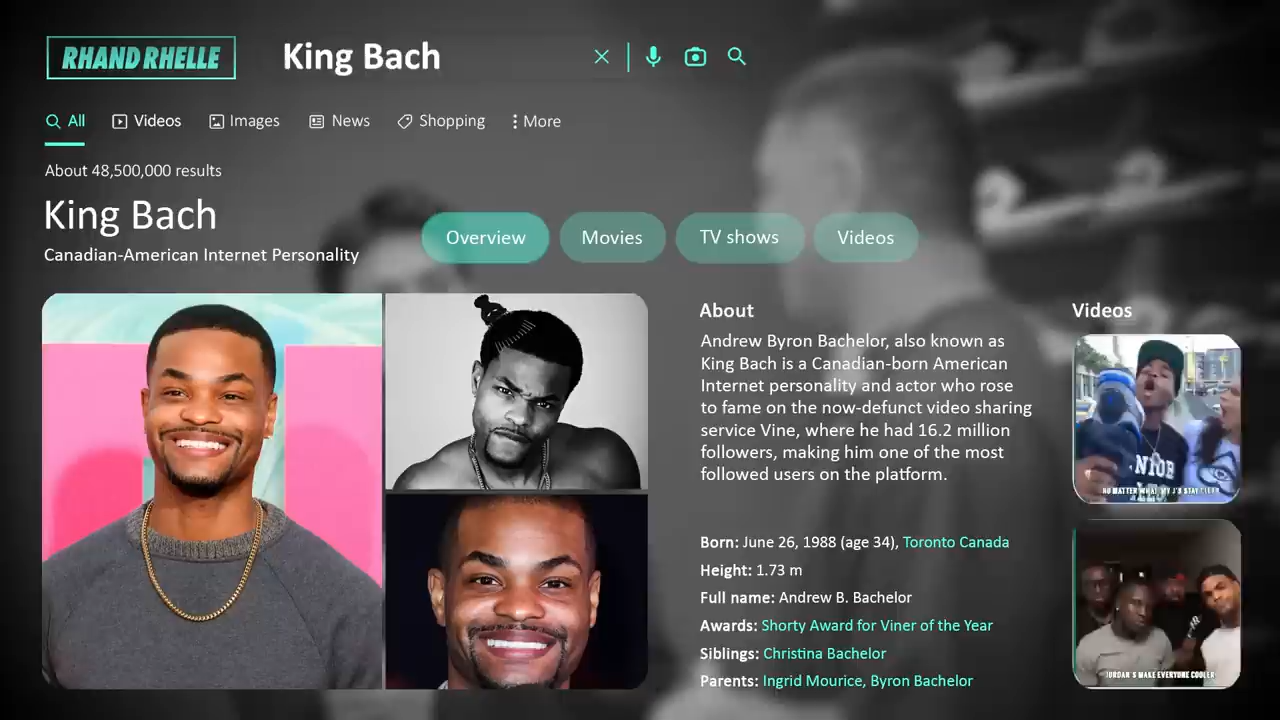 RHAND RHELLE
King Bach
All Videos Images News Shopping More
About 48,500,000 results
King Bach
Canadian-American Internet Personality
Overview Movies TV shows Videos
About
Andrew Byron Bachelor, also known as
King Bach is a Canadian-born American
Internet personality and actor who rose
to fame on the now-defunct video sharing
service Vine, where he had 16.2 million
followers, making him one of the most
followed users on the platform.
Born: June 26, 1988 (age 34), Toronto Canada
Height: 1.73 m
Full name: Andrew B. Bachelor
Awards: Shorty Award for Viner of the Year
Siblings: Christina Bachelor
Parents: Ingrid Mourice, Byron Bachelor
Videos
NO MATTER WHAT, MY J'S STAY
JORDAN'S MAKE EVERYONE COOLER